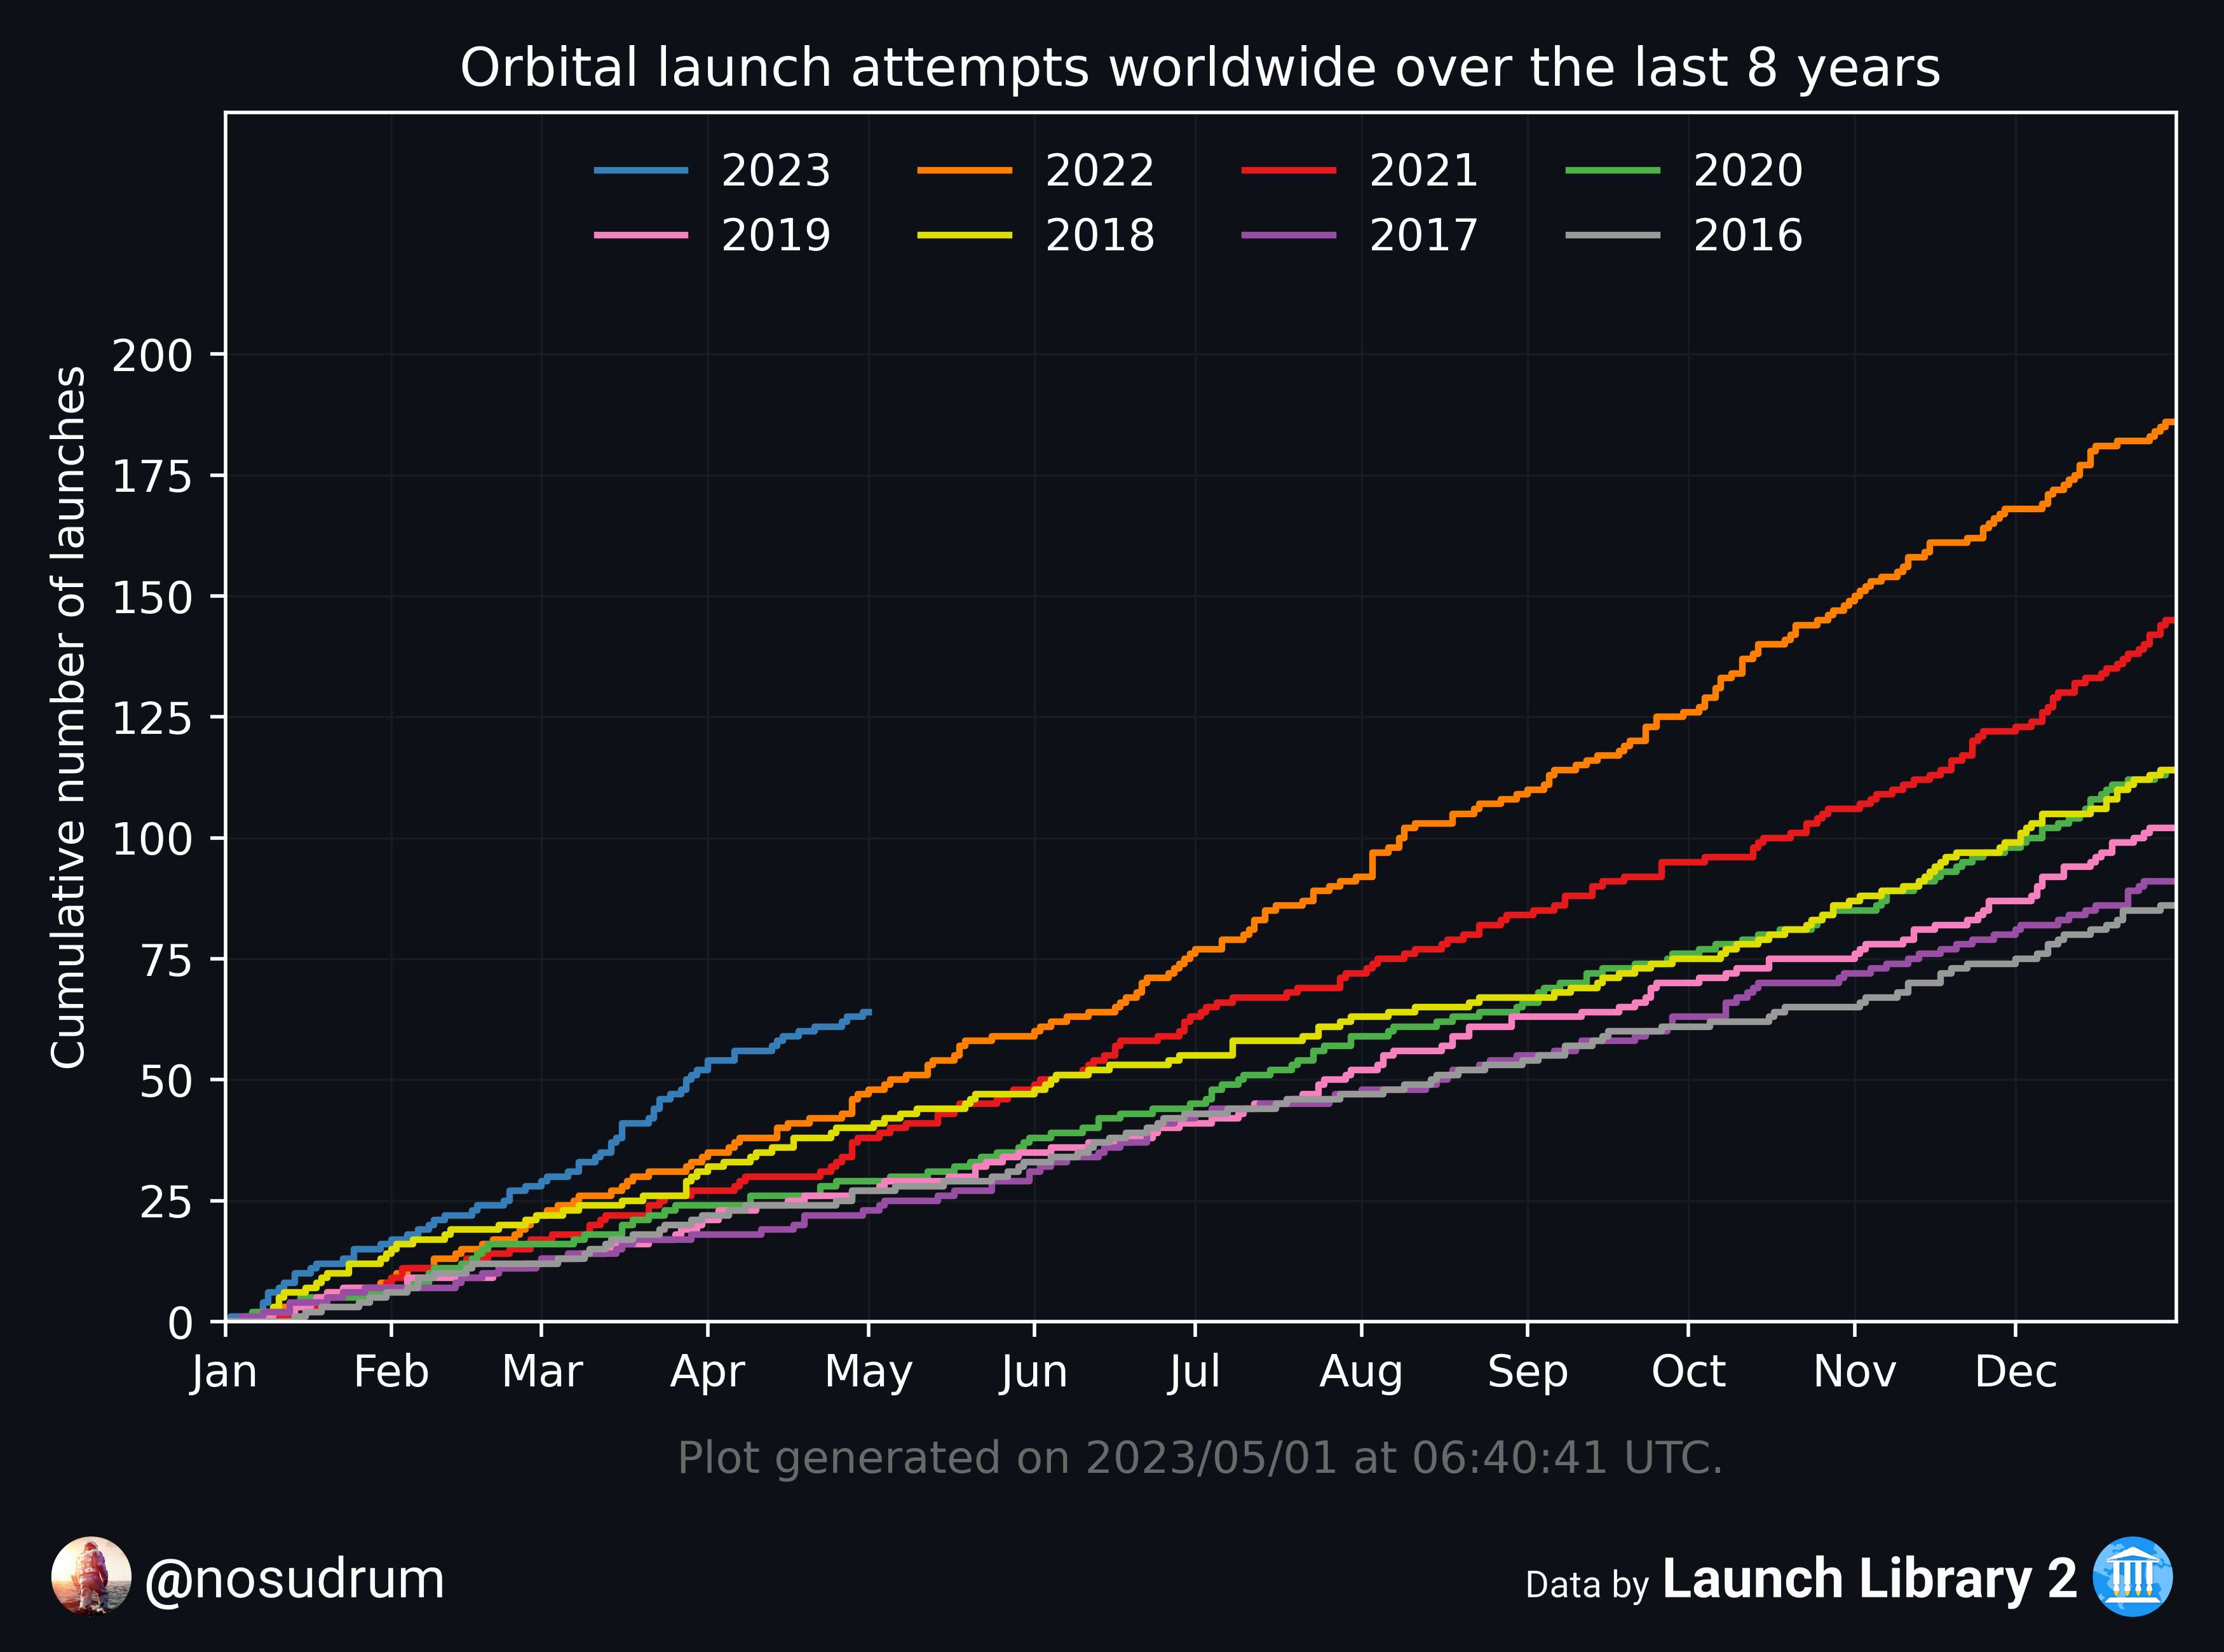 Orbital launch attempts worldwide over the last 8 years
2023 2022 2021 2020
2019 2018 2017 2016
Cumulative number of launches
200
175
150
125
100
75
50
25
0
Jan Feb Mar Apr May Jun Jul Aug Sep Oct Nov Dec
Plot generated on 2023/05/01 at 06:40:41 UTC.
@nosudrum
Data by Launch Library 2